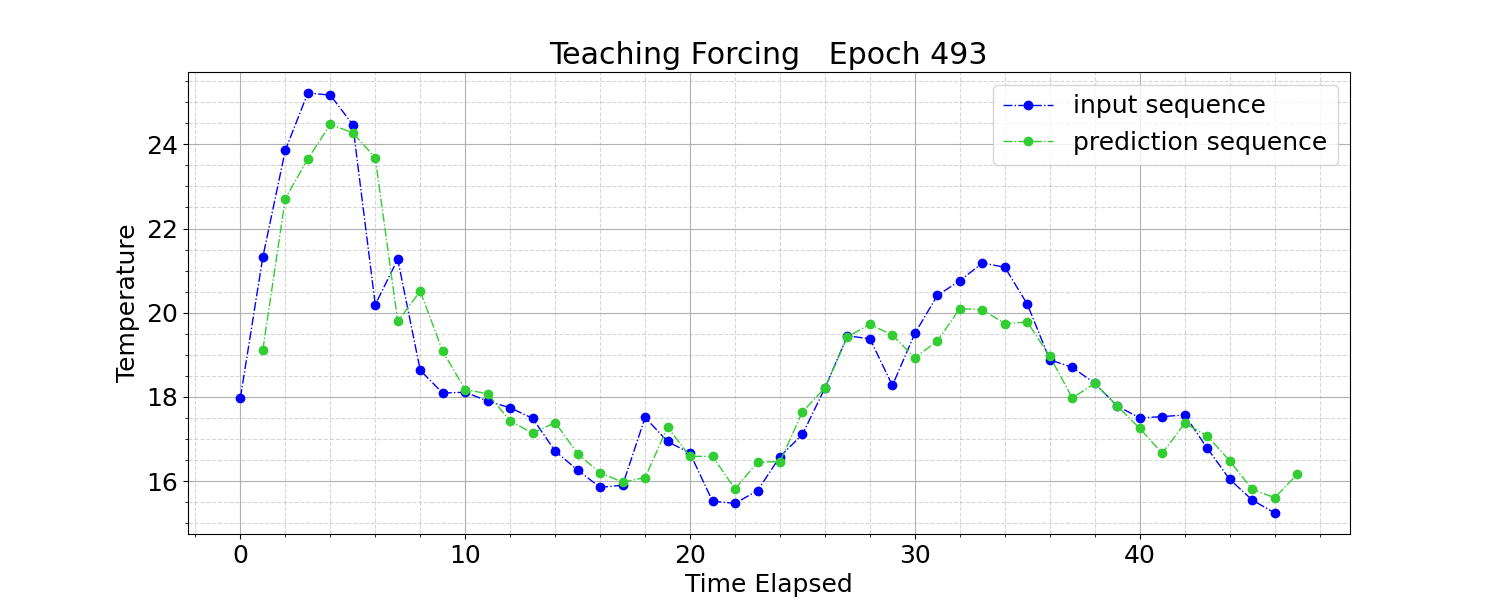 Teaching Forcing   Epoch 493
input sequence
prediction sequence
Temperature
24
22
20
18
16
0 10 20 30 40
Time Elapsed